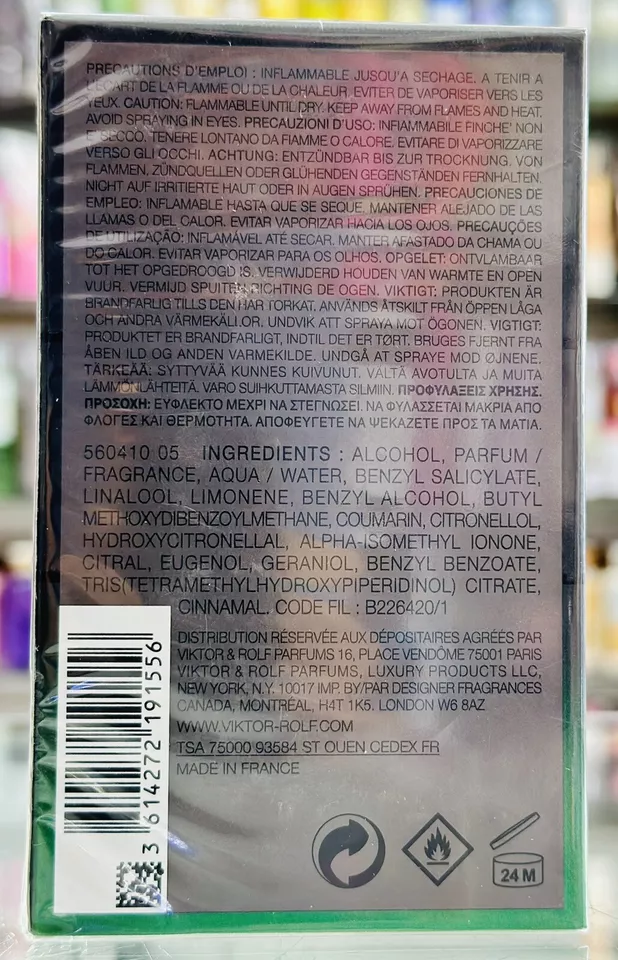 PRECAUTIONS D'EMPLOI : INFLAMMABLE JUSQU'A SECHAGE. A TENIR A
L'ECART DE LA FLAMME OU DE LA CHALEUR. EVITER DE VAPORISER VERS LES
YEUX. CAUTION: FLAMMABLE UNTIL DRY. KEEP AWAY FROM FLAMES AND HEAT.
AVOID SPRAYING IN EYES. PRECAUZIONI D'USO: INFIAMMABILE FINCHE' NON
E' SECCO. TENERE LONTANO DA FIAMME O CALORE. EVITARE DI VAPORIZZARE
VERSO GLI OCCHI. ACHTUNG: ENTZÜNDBAR BIS ZUR TROCKNUNG. VON
FLAMMEN, ZÜNDQUELLEN ODER GLÜHENDEN GEGENSTÄNDEN FERNHALTEN.
NICHT AUF IRRITIERTE HAUT ODER IN AUGEN SPRÜHEN. PRECAUCIONES DE
EMPLEO: INFLAMABLE HASTA QUE SE SEQUE. MANTENER ALEJADO DE LAS
LLAMAS O DEL CALOR. EVITAR VAPORIZAR HACIA LOS OJOS. PRECAUÇÕES
DE UTILIZAÇÃO: INFLAMÁVEL ATÉ SECAR. MANTER AFASTADO DA CHAMA OU
DO CALOR. EVITAR VAPORIZAR PARA OS OLHOS. OPGELET: ONTVLAMBAAR
TOT HET OPGEDROOGD IS. VERWIJDERD HOUDEN VAN WARMTE EN OPEN
VUUR. VERMIJD SPUITEN RICHTING DE OGEN. VIKTIGT: PRODUKTEN ÄR
BRANDFARLIG TILLS DEN HAR TORKAT. ANVÄNDS ÅTSKILT FRÅN ÖPPEN LÅGA
OCH ANDRA VÄRMEKÄLLOR. UNDVIK ATT SPRAYA MOT ÖGONEN. VIGTIGT:
PRODUKTET ER BRANDFARLIGT, INDTIL DET ER TØRT. BRUGES FJERNT FRA
ÅBEN ILD OG ANDEN VARMEKILDE. UNDGÅ AT SPRAYE MOD ØJNENE.
TÄRKEÄÄ: SYTTYVÄÄ KUNNES KUIVUNUT. VÄLTÄ AVOTULTA JA MUITA
LÄMMÖNLÄHTEITÄ. VARO SUIHKUTTAMASTA SILMIIN. ΠΡΟΦΥΛΑΞΕΙΣ ΧΡΗΣΗΣ.
ΠΡΟΣΟΧΗ: ΕΥΦΛΕΚΤΟ ΜΕΧΡΙ ΝΑ ΣΤΕΓΝΩΣΕΙ. ΝΑ ΦΥΛΑΣΣΕΤΑΙ ΜΑΚΡΙΑ ΑΠΟ
ΦΛΟΓΕΣ ΚΑΙ ΘΕΡΜΟΤΗΤΑ. ΑΠΟΦΕΥΓΕΤΕ ΝΑ ΨΕΚΑΖΕΤΕ ΠΡΟΣ ΤΑ ΜΑΤΙΑ.
560410 05 INGREDIENTS : ALCOHOL, PARFUM /
FRAGRANCE, AQUA / WATER, BENZYL SALICYLATE,
LINALOOL, LIMONENE, BENZYL ALCOHOL, BUTYL
METHOXYDIBENZOYLMETHANE, COUMARIN, CITRONELLOL,
HYDROXYCITRONELLAL, ALPHA-ISOMETHYL IONONE,
CITRAL, EUGENOL, GERANIOL, BENZYL BENZOATE,
TRIS(TETRAMETHYLHYDROXYPIPERIDINOL) CITRATE,
CINNAMAL. CODE FIL : B226420/1
DISTRIBUTION RÉSERVÉE AUX DÉPOSITAIRES AGRÉÉS PAR
VIKTOR & ROLF PARFUMS 16, PLACE VENDÔME 75001 PARIS
VIKTOR & ROLF PARFUMS, LUXURY PRODUCTS LLC,
NEW YORK, N.Y. 10017 IMP. BY/PAR DESIGNER FRAGRANCES
CANADA, MONTRÉAL, H4T 1K5. LONDON W6 8AZ
WWW.VIKTOR-ROLF.COM
TSA 75000 93584 ST OUEN CEDEX FR
MADE IN FRANCE
3 614272 191556
24 M